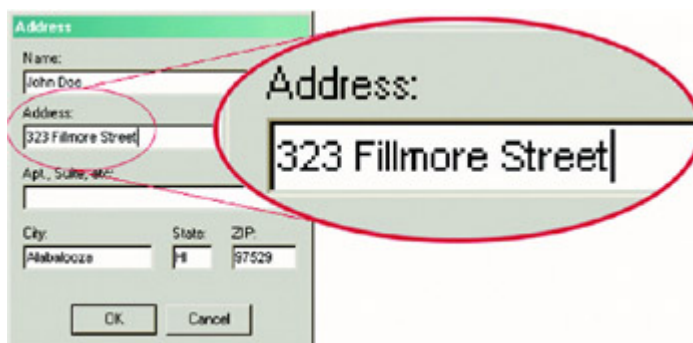 Address
Name:
John Doe
Address:
323 Fillmore Street
Apt., Suite, etc:
City: State: ZIP:
Alabalooza HI 97529
OK Cancel
Address:
323 Fillmore Street